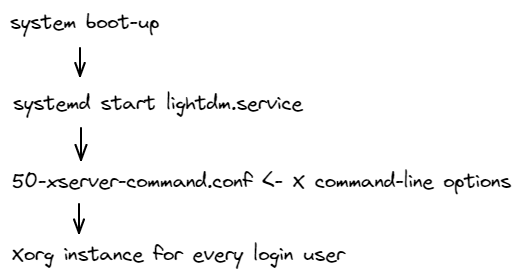 system boot-up
systemd start lightdm.service
50-xserver-command.conf <- X command-line options
Xorg instance for every login user